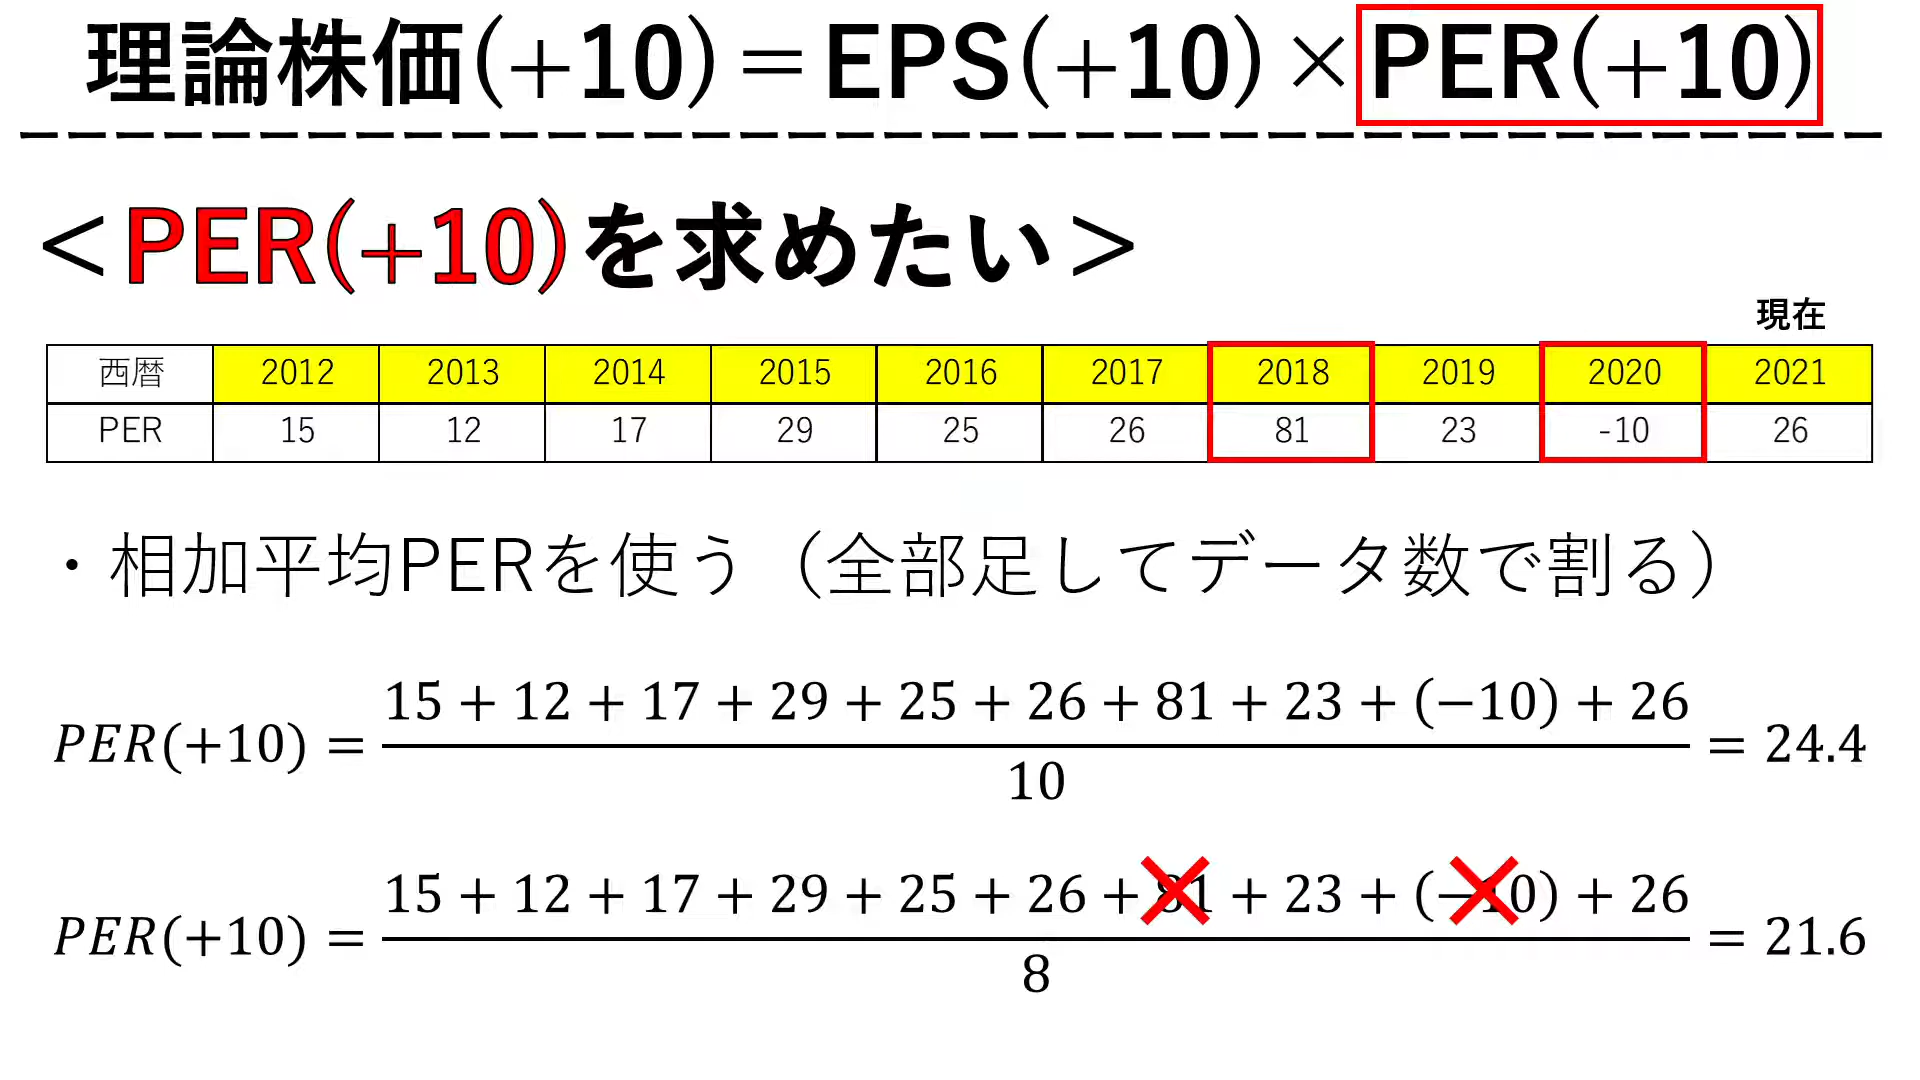 理論株価(+10)=EPS(+10)×PER(+10)
<PER(+10)を求めたい>
現在
西暦 2012 2013 2014 2015 2016 2017 2018 2019 2020 2021
PER 15 12 17 29 25 26 81 23 -10 26
・相加平均PERを使う（全部足してデータ数で割る）
15 + 12 + 17 + 29 + 25 + 26 + 81 + 23 + (−10) + 26
PER(+10) = = 24.4
10
15 + 12 + 17 + 29 + 25 + 26 + 81 + 23 + (−10) + 26
PER(+10) = = 21.6
8